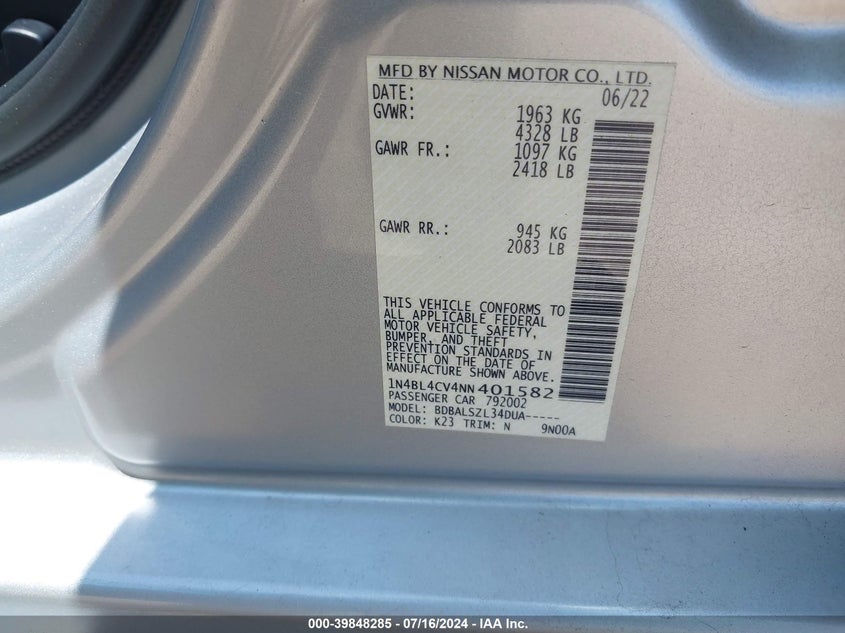 MFD BY NISSAN MOTOR CO., LTD.
DATE: 06/22
GVWR: 1963 KG
4328 LB
GAWR FR.: 1097 KG
2418 LB
GAWR RR.: 945 KG
2083 LB
THIS VEHICLE CONFORMS TO
ALL APPLICABLE FEDERAL
MOTOR VEHICLE SAFETY,
BUMPER, AND THEFT
PREVENTION STANDARDS IN
EFFECT ON THE DATE OF
MANUFACTURE SHOWN ABOVE.
1N4BL4CV4NN401582
PASSENGER CAR 792002
MODEL: BDBALSZL34DUA-----
COLOR: K23 TRIM: N 9N00A
000-39848285 - 07/16/2024 - IAA Inc.